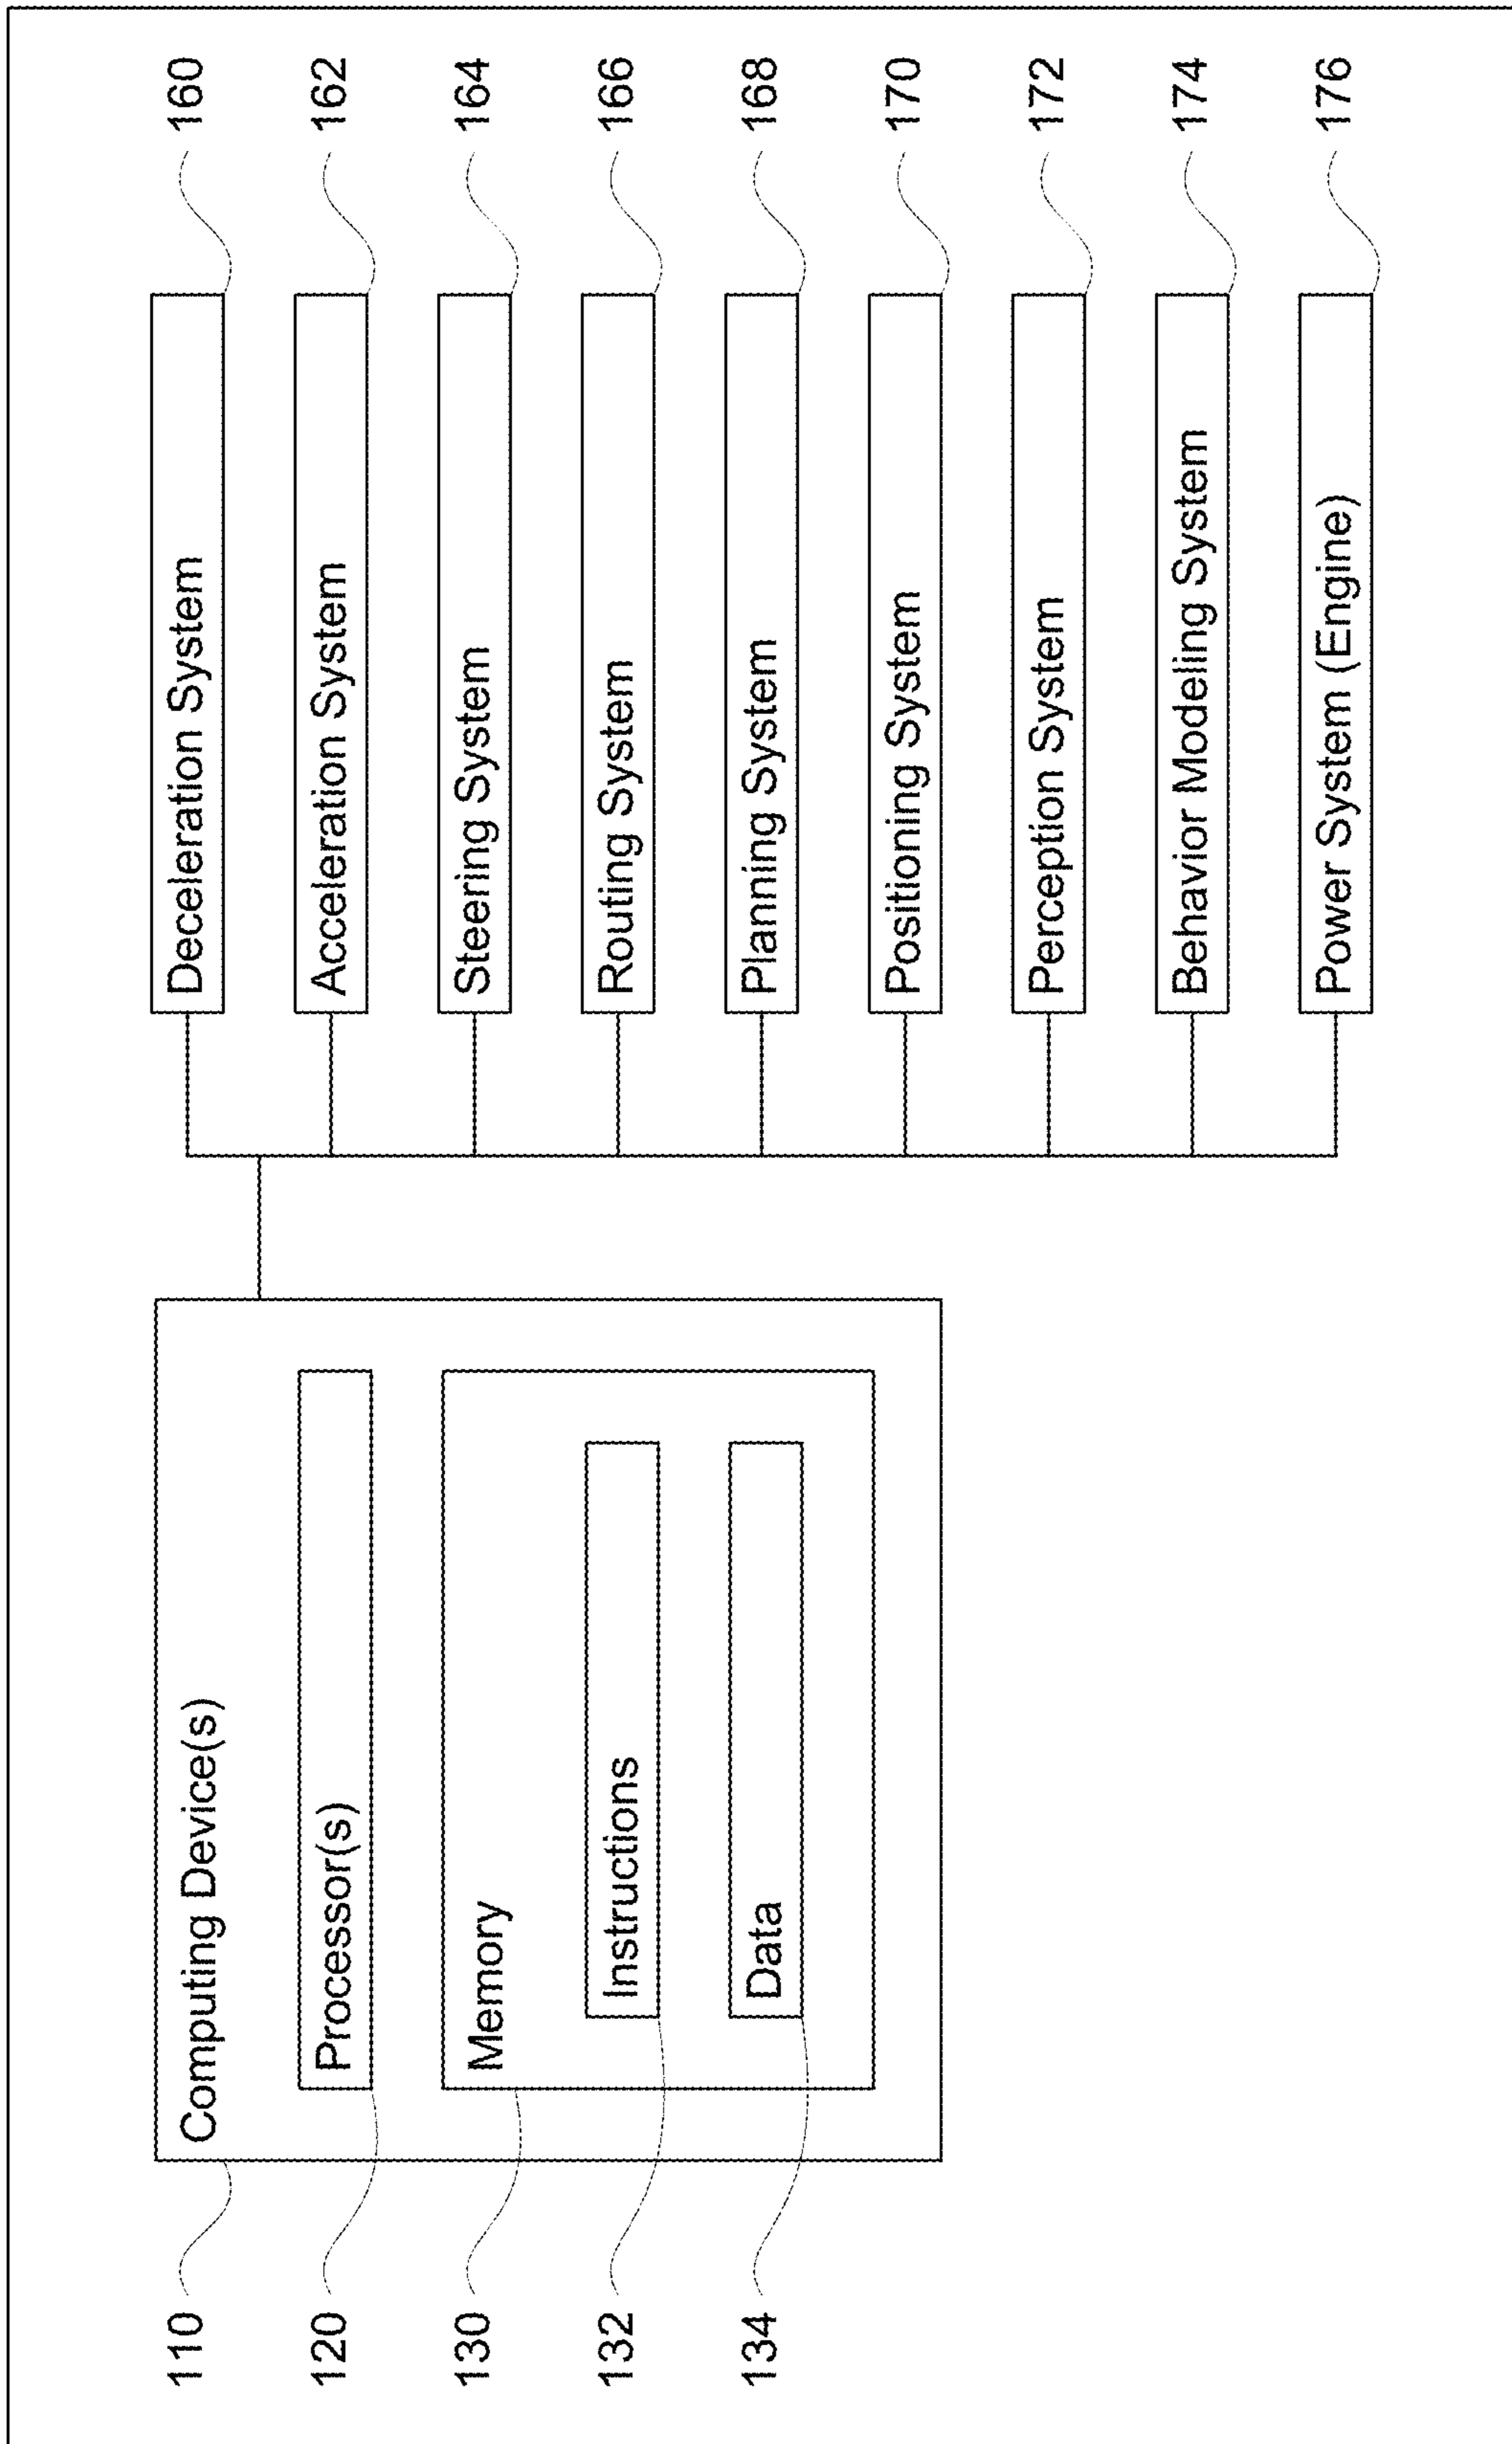 110
Computing Device(s)
120
Processor(s)
130
Memory
132
Instructions
134
Data
Deceleration System
160
Acceleration System
162
Steering System
164
Routing System
166
Planning System
168
Positioning System
170
Perception System
172
Behavior Modeling System
174
Power System (Engine)
176